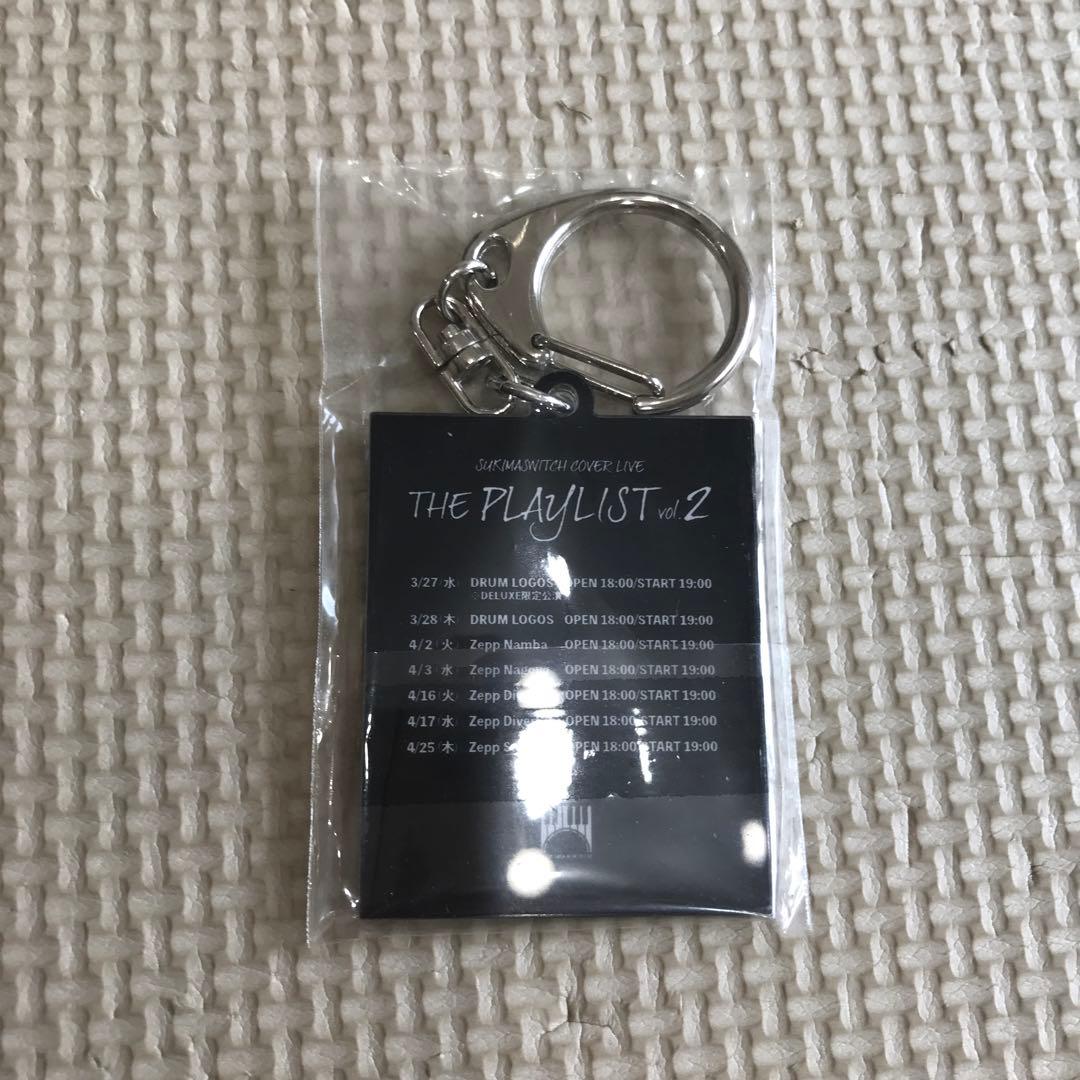 SUKIMASWITCH COVER LIVE
THE PLAYLIST vol.2
3/27(水) DRUM LOGOS OPEN 18:00/START 19:00
※DELUXE限定公演
3/28(木) DRUM LOGOS OPEN 18:00/START 19:00
4/2(火) Zepp Namba OPEN 18:00/START 19:00
4/3(水) Zepp OPEN 18:00/START 19:00
4/16(火) Zepp OPEN 18:00/START 19:00
4/17(水) Zepp OPEN 18:00/START 19:00
4/25(木) Zepp OPEN 18:00/START 19:00